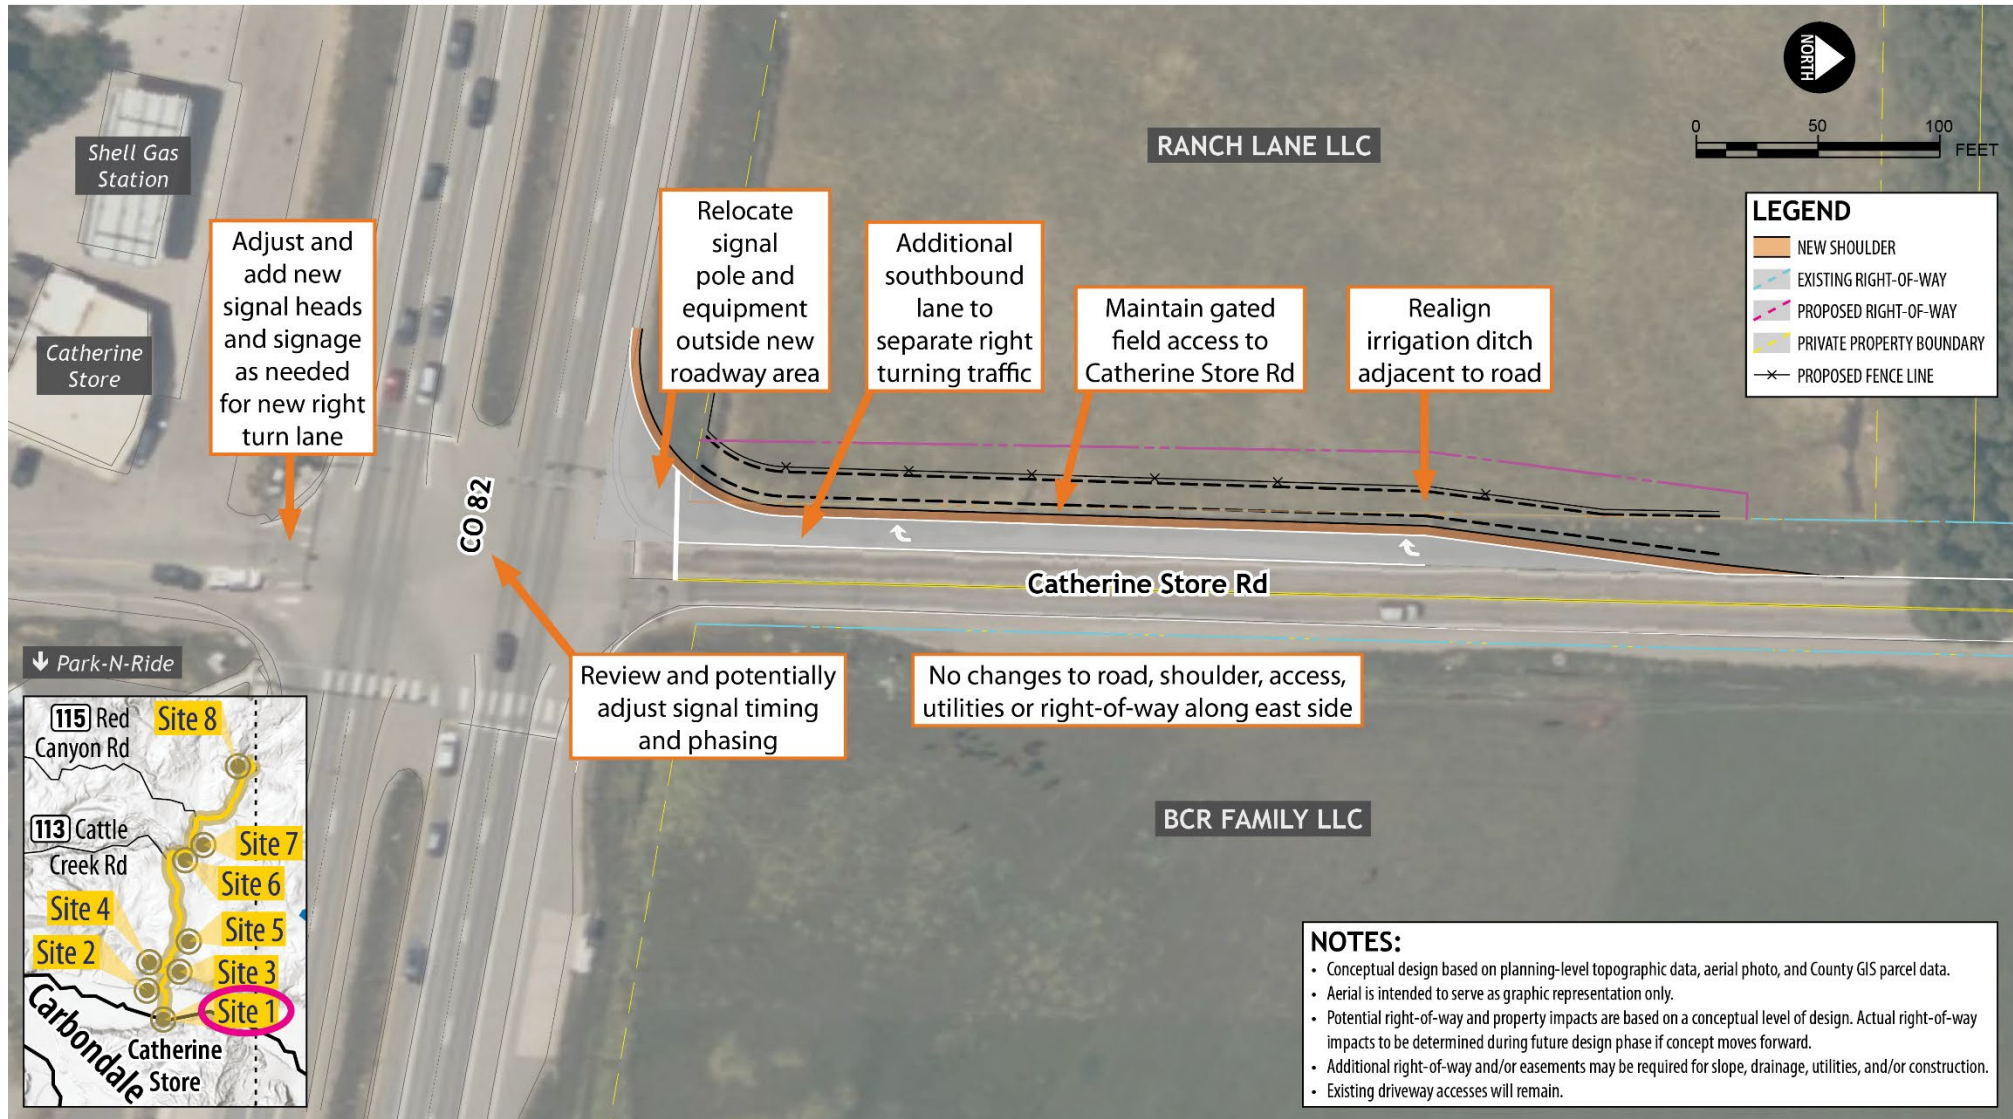 NORTH
0 50 100
FEET
RANCH LANE LLC
Shell Gas
Station
Catherine
Store
Adjust and
add new
signal heads
and signage
as needed
for new right
turn lane
Relocate
signal
pole and
equipment
outside new
roadway area
Additional
southbound
lane to
separate right
turning traffic
Maintain gated
field access to
Catherine Store Rd
Realign
irrigation ditch
adjacent to road
LEGEND
NEW SHOULDER
EXISTING RIGHT-OF-WAY
PROPOSED RIGHT-OF-WAY
PRIVATE PROPERTY BOUNDARY
PROPOSED FENCE LINE
CO 82
Catherine Store Rd
Park-N-Ride
Review and potentially
adjust signal timing
and phasing
No changes to road, shoulder, access,
utilities or right-of-way along east side
BCR FAMILY LLC
115 Red
Canyon Rd
Site 8
113 Cattle
Creek Rd
Site 7
Site 6
Site 4
Site 5
Site 2
Site 3
Site 1
Carbondale
Catherine
Store
NOTES:
• Conceptual design based on planning-level topographic data, aerial photo, and County GIS parcel data.
• Aerial is intended to serve as graphic representation only.
• Potential right-of-way and property impacts are based on a conceptual level of design. Actual right-of-way
impacts to be determined during future design phase if concept moves forward.
• Additional right-of-way and/or easements may be required for slope, drainage, utilities, and/or construction.
• Existing driveway accesses will remain.